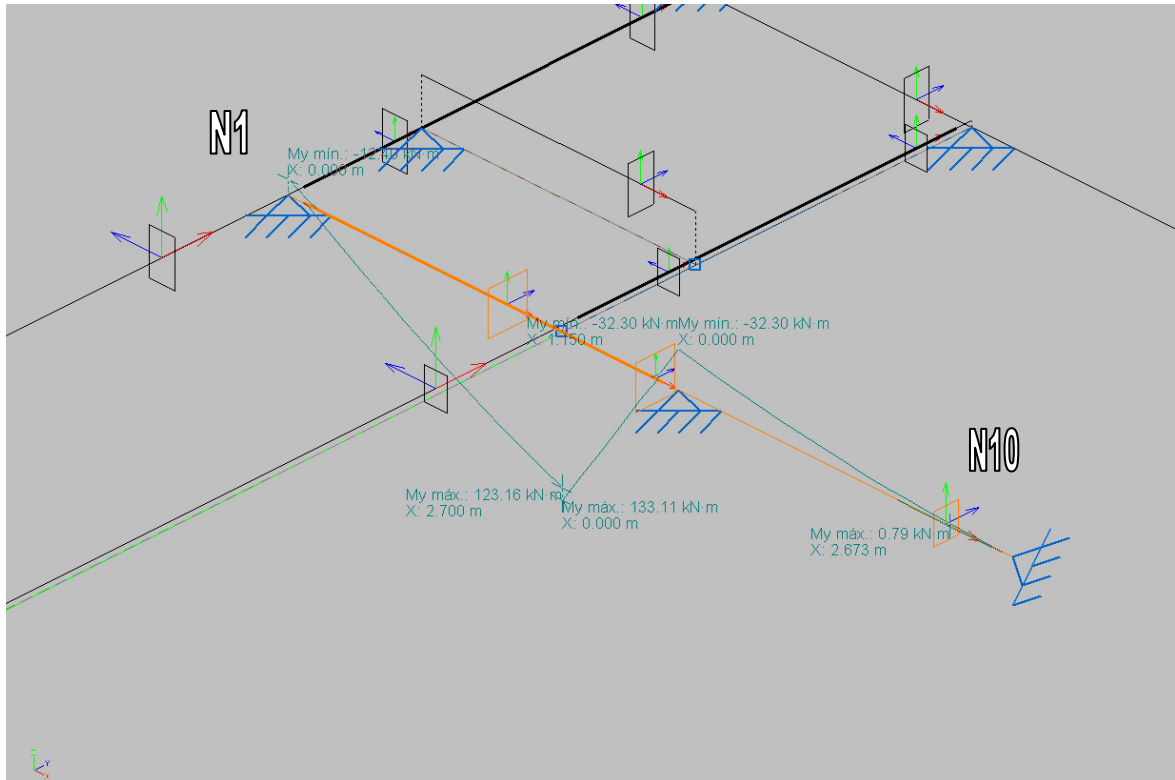 N1
My mín.: -12.40 kN·m
X: 0.000 m
My mín.: -32.30 kN·m
X: 1.150 m
My mín.: -32.30 kN·m
X: 0.000 m
N10
My máx.: 123.16 kN·m
X: 2.700 m
My máx.: 133.11 kN·m
X: 0.000 m
My máx.: 0.79 kN·m
X: 2.673 m
Y
X